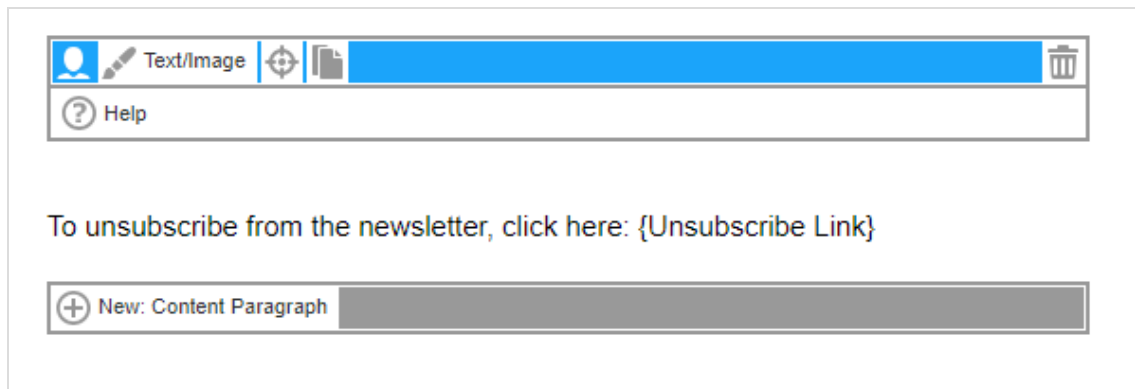 Text/Image
Help
To unsubscribe from the newsletter, click here: {Unsubscribe Link}
New: Content Paragraph